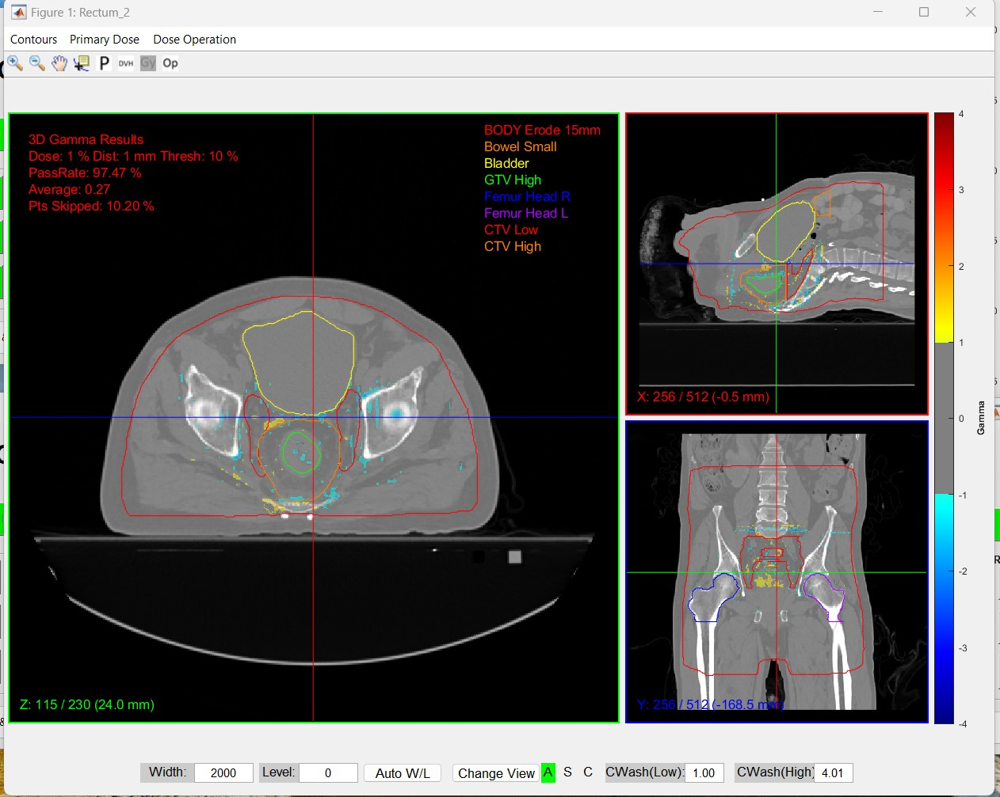 Figure 1: Rectum_2
Contours Primary Dose Dose Operation
P DVH Gy Op
3D Gamma Results
Dose: 1 % Dist: 1 mm Thresh: 10 %
PassRate: 97.47 %
Average: 0.27
Pts Skipped: 10.20 %
BODY Erode 15mm
Bowel Small
Bladder
GTV High
Femur Head R
Femur Head L
CTV Low
CTV High
Z: 115 / 230 (24.0 mm)
X: 256 / 512 (-0.5 mm)
Y: 256 / 512 (-168.5 mm)
4
3
2
1
0
-1
-2
-3
-4
Gamma
Width: 2000 Level: 0 Auto W/L Change View A S C CWash(Low): 1.00 CWash(High) 4.01